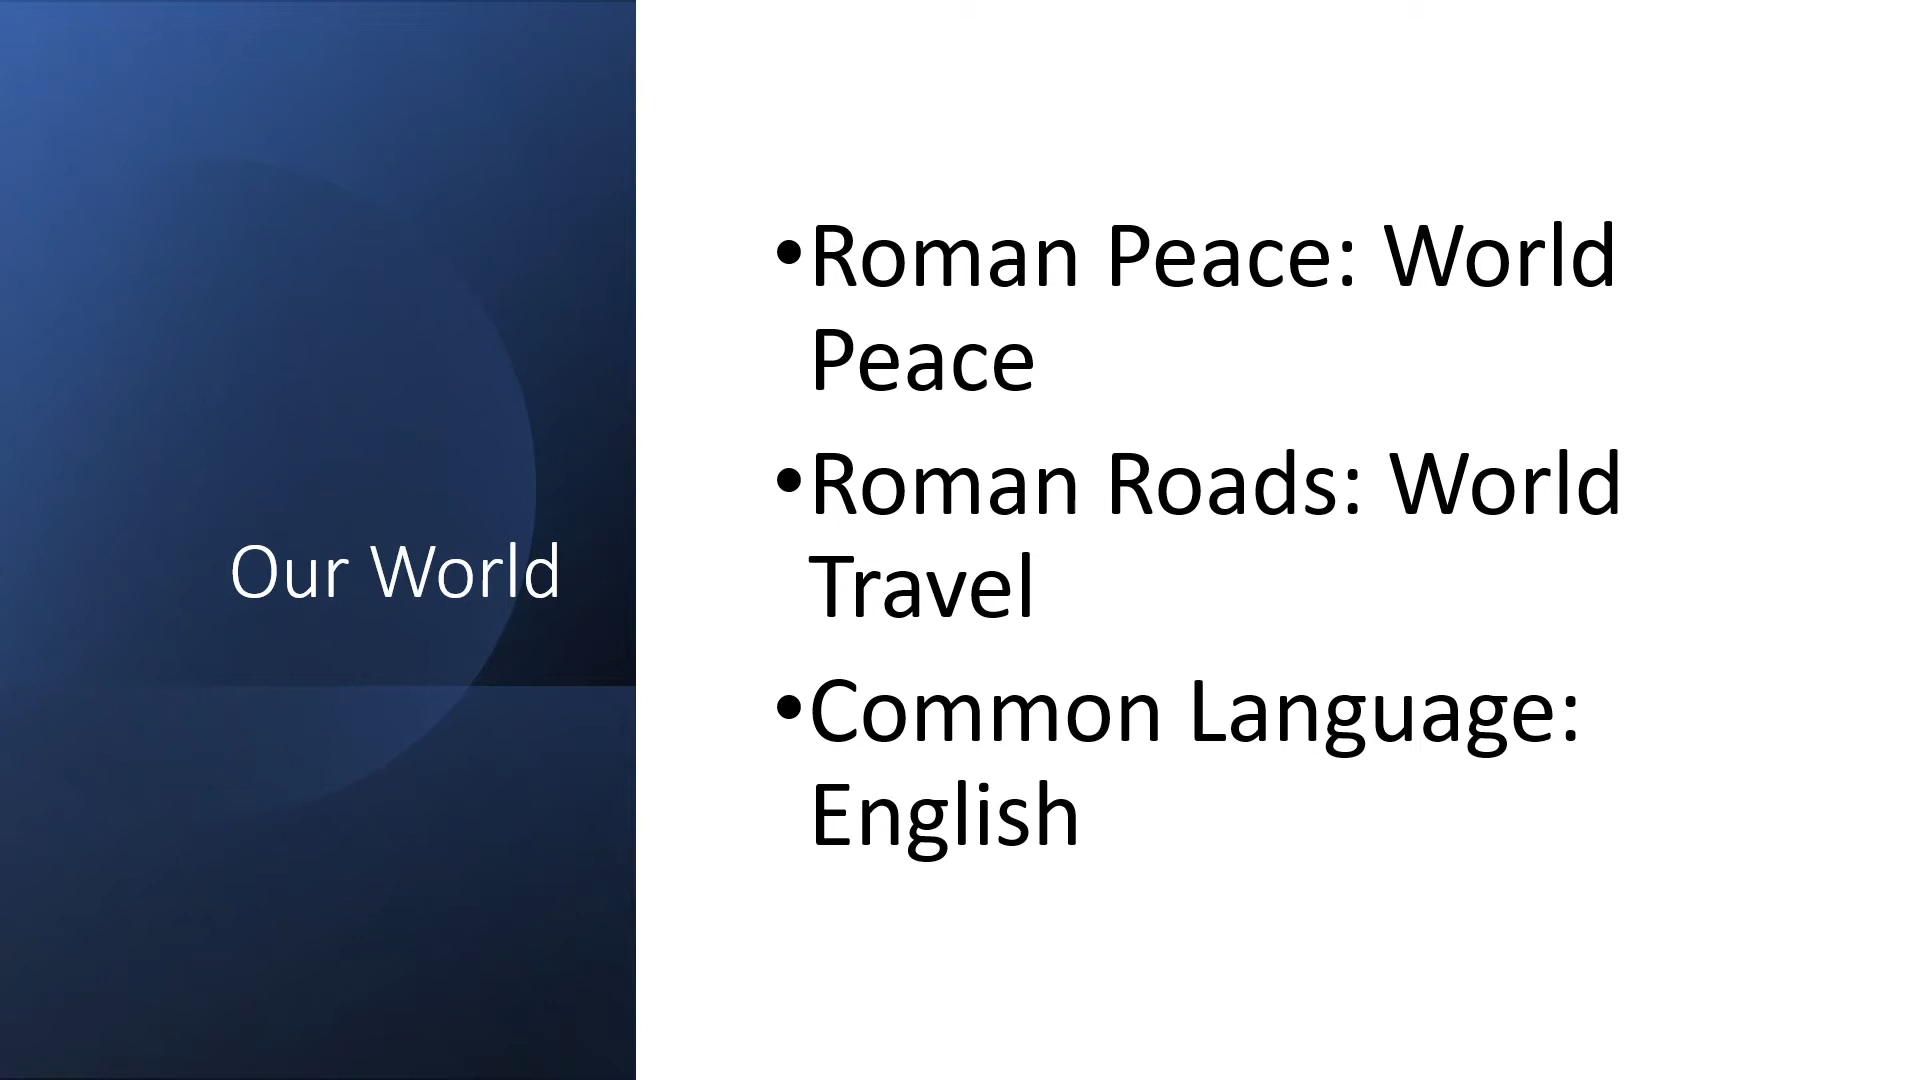 Our World
•Roman Peace: World
Peace
•Roman Roads: World
Travel
•Common Language:
English